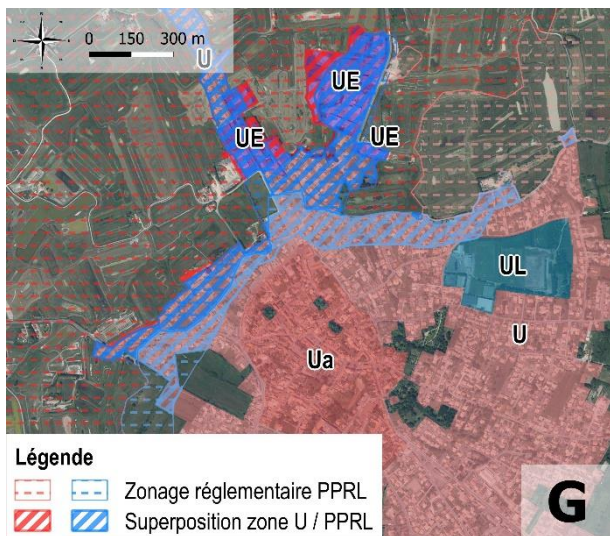 0 150 300 m
U
UE
UE
UE
UL
U
Ua
Légende
Zonage réglementaire PPRL
Superposition zone U / PPRL
G